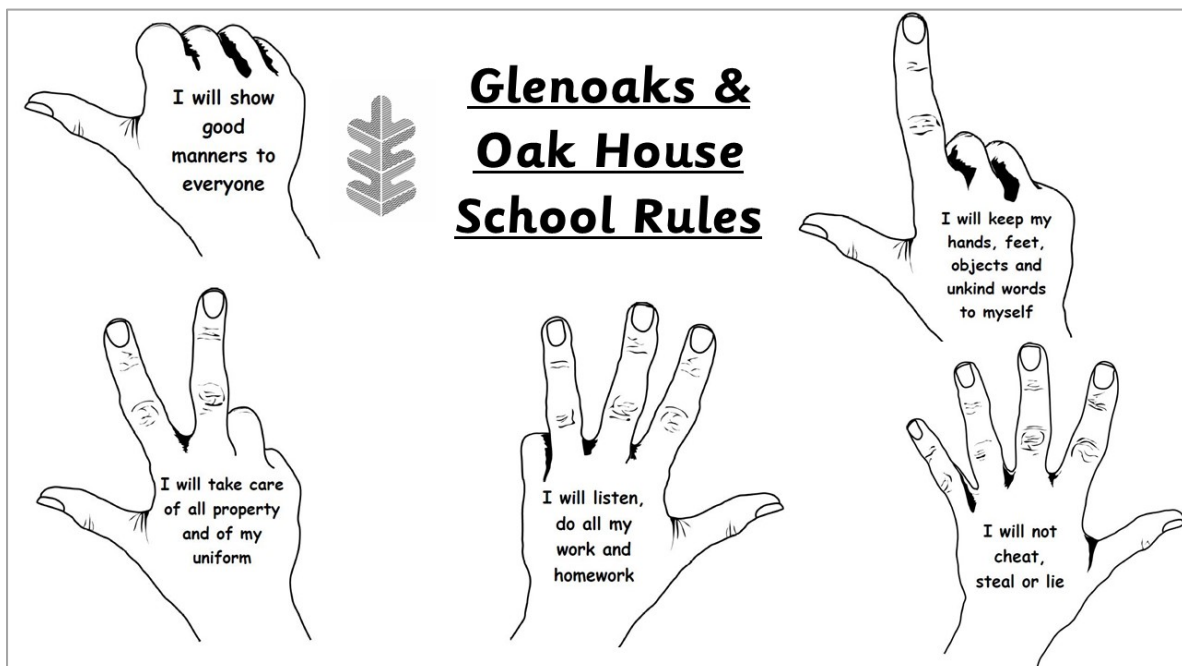 Glenoaks &
Oak House
School Rules
I will show
good
manners to
everyone
I will keep my
hands, feet,
objects and
unkind words
to myself
I will take care
of all property
and of my
uniform
I will listen,
do all my
work and
homework
I will not
cheat,
steal or lie